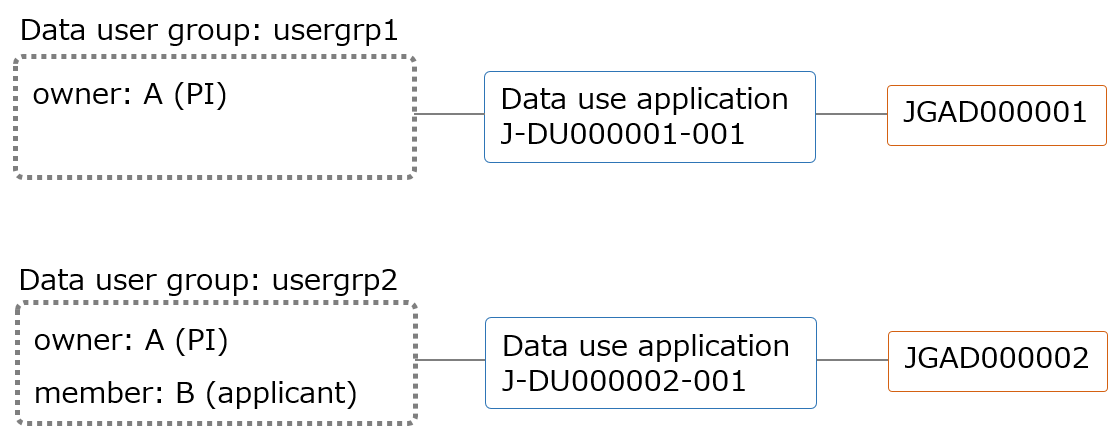 Data user group: usergrp1
owner: A (PI)
Data use application
J-DU000001-001
JGAD000001
Data user group: usergrp2
owner: A (PI)
member: B (applicant)
Data use application
J-DU000002-001
JGAD000002